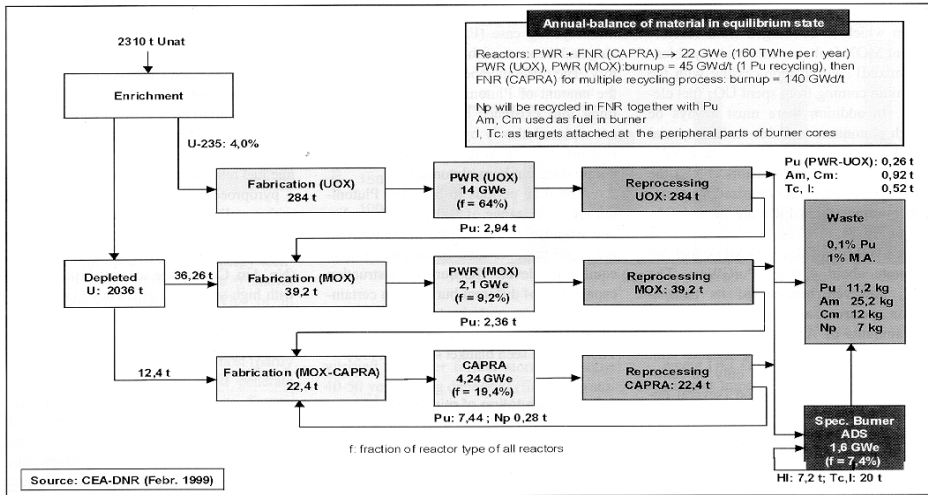 Annual-balance of material in equilibrium state
Reactors: PWR + FNR (CAPRA) → 22 GWe (160 TWhe per year)
PWR (UOX), PWR (MOX):burnup = 45 GWd/t (1 Pu recycling), then
FNR (CAPRA) for multiple recycling process: burnup = 140 GWd/t
Np will be recycled in FNR together with Pu
Am, Cm used as fuel in burner
I, Tc: as targets attached at the peripheral parts of burner cores
2310 t Unat
Enrichment
U-235: 4,0%
Fabrication (UOX)
284 t
PWR (UOX)
14 GWe
(f = 64%)
Reprocessing
UOX: 284 t
Pu (PWR-UOX): 0,26 t
Am, Cm: 0,92 t
Tc, I: 0,52 t
Pu: 2,94 t
Depleted
U: 2036 t
36,26 t
Fabrication (MOX)
39,2 t
PWR (MOX)
2,1 GWe
(f = 9,2%)
Reprocessing
MOX: 39,2 t
Waste
0,1% Pu
1% M.A.
Pu 11,2 kg
Am 25,2 kg
Cm 12 kg
Np 7 kg
Pu: 2,36 t
12,4 t
Fabrication (MOX-CAPRA)
22,4 t
CAPRA
4,24 GWe
(f = 19,4%)
Reprocessing
CAPRA: 22,4 t
Pu: 7,44 ; Np 0,28 t
Spec. Burner
ADS
1,6 GWe
(f = 7,4%)
HI: 7,2 t; Tc,I: 20 t
f: fraction of reactor type of all reactors
Source: CEA-DNR (Febr. 1999)